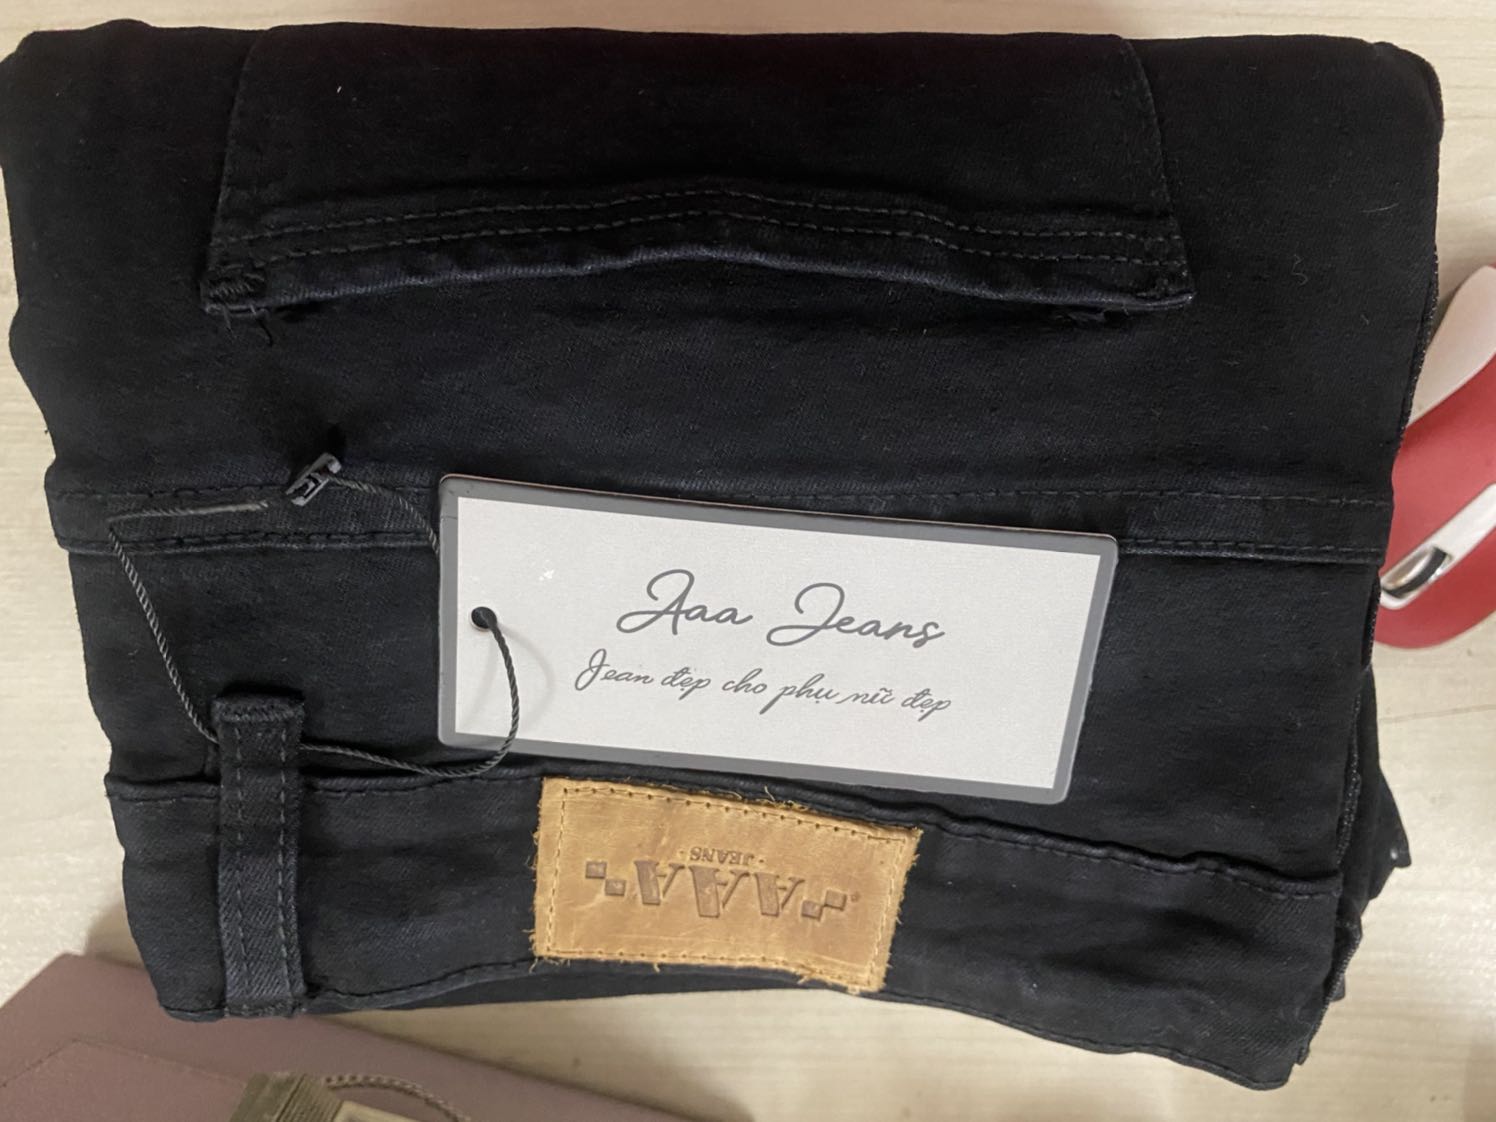 Aaa Jeans
Jean đẹp cho phụ nữ đẹp
AAA
· JEANS ·